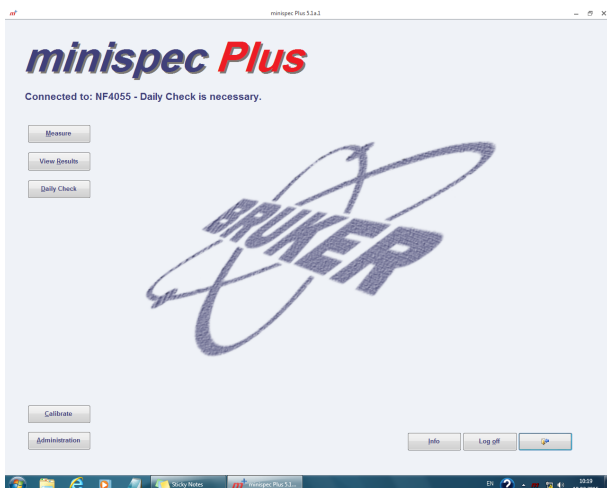 minispec Plus 5.1a.1
minispec Plus
Connected to: NF4055 - Daily Check is necessary.
Measure
View Results
Daily Check
BRUKER
Calibrate
Administration
Info
Log off
Sticky Notes
minispec Plus 5.1...
EN
10:19